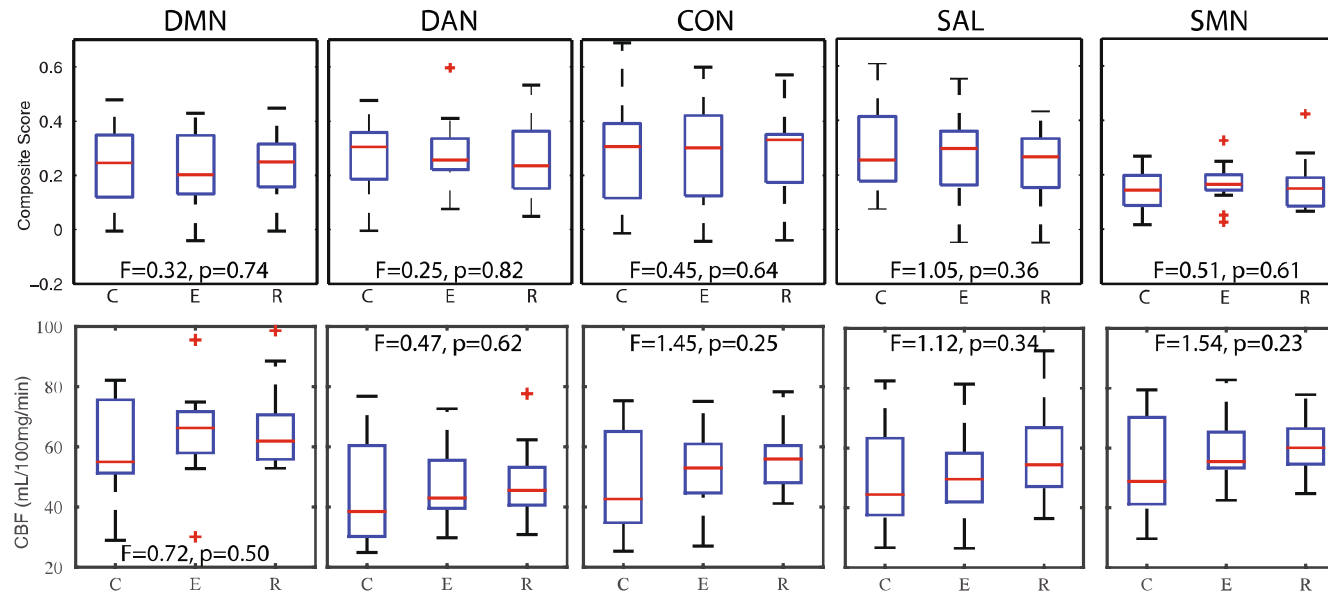 DMN DAN CON SAL SMN
Composite Score
0.6
0.4
0.2
0
−0.2
F=0.32, p=0.74 F=0.25, p=0.82 F=0.45, p=0.64 F=1.05, p=0.36 F=0.51, p=0.61
C E R C E R C E R C E R C E R
CBF (mL/100mg/min)
100
80
60
40
20
F=0.47, p=0.62 F=1.45, p=0.25 F=1.12, p=0.34 F=1.54, p=0.23
F=0.72, p=0.50
C E R C E R C E R C E R C E R